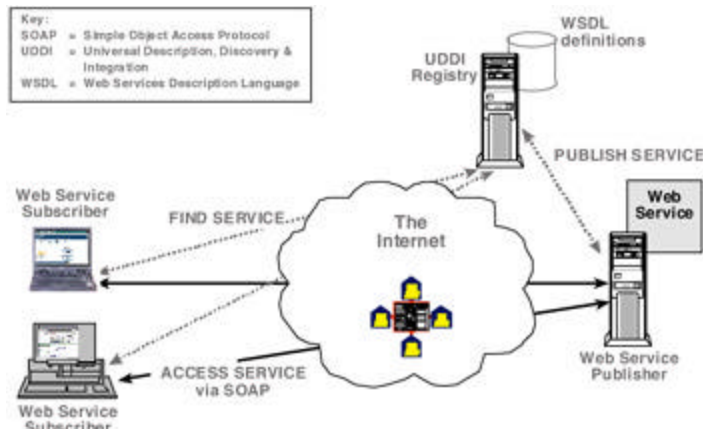 Key:
SOAP = Simple Object Access Protocol
UDDI = Universal Description, Discovery &
Integration
WSDL = Web Services Description Language
WSDL
definitions
UDDI
Registry
PUBLISH SERVICE
Web
Service
Web Service
Subscriber
FIND SERVICE
The
Internet
Web Service
Publisher
ACCESS SERVICE
via SOAP
Web Service
Subscriber